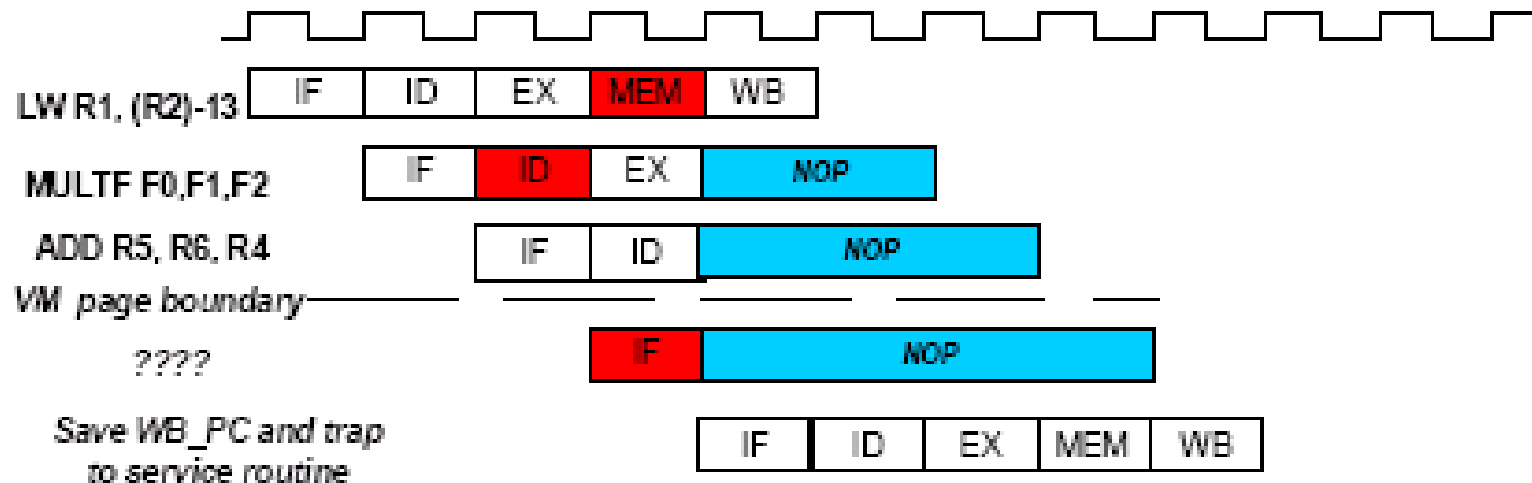 LW R1, (R2)-13 IF ID EX MEM WB
MULTF F0,F1,F2 IF ID EX NOP
ADD R5, R6, R4 IF ID NOP
VM page boundary
???? IF NOP
Save WB_PC and trap
to service routine
IF ID EX MEM WB